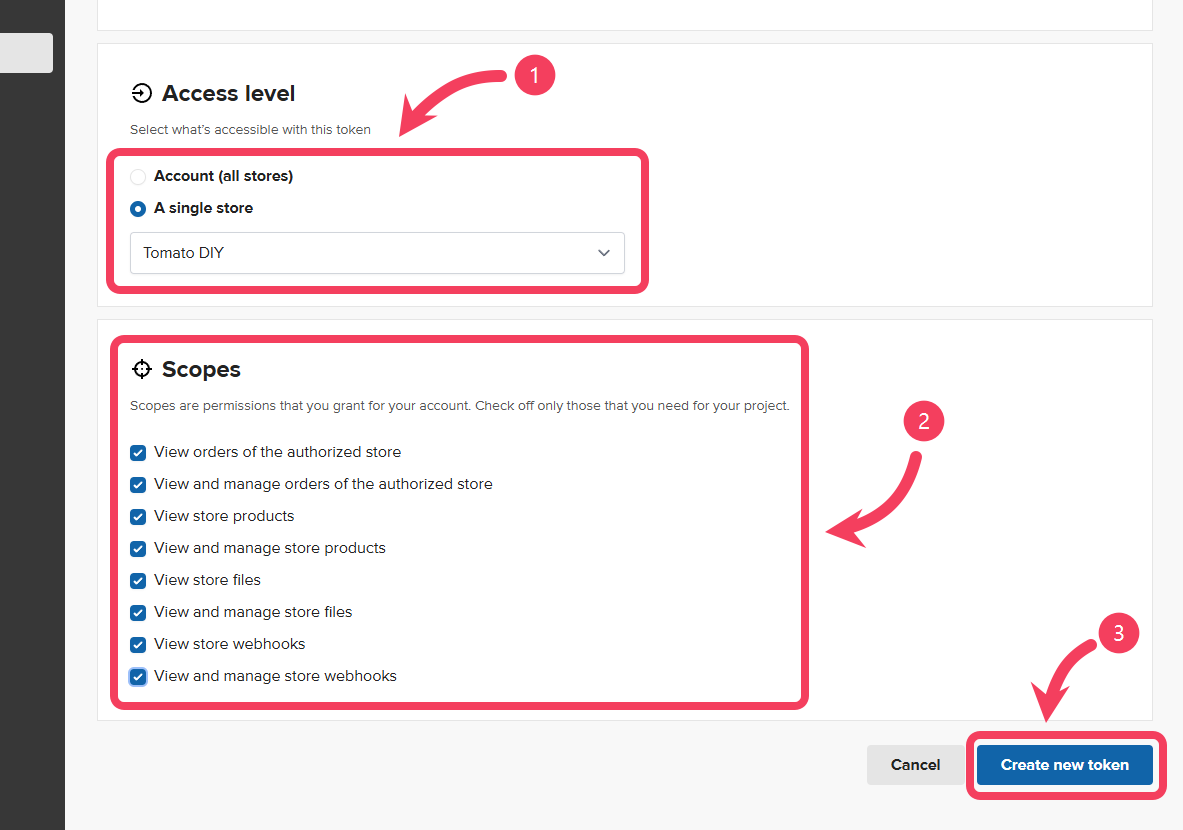 1
Access level
Select what's accessible with this token
Account (all stores)
A single store
Tomato DIY
Scopes
Scopes are permissions that you grant for your account. Check off only those that you need for your project.
2
View orders of the authorized store
View and manage orders of the authorized store
View store products
View and manage store products
View store files
View and manage store files
View store webhooks
View and manage store webhooks
3
Cancel
Create new token